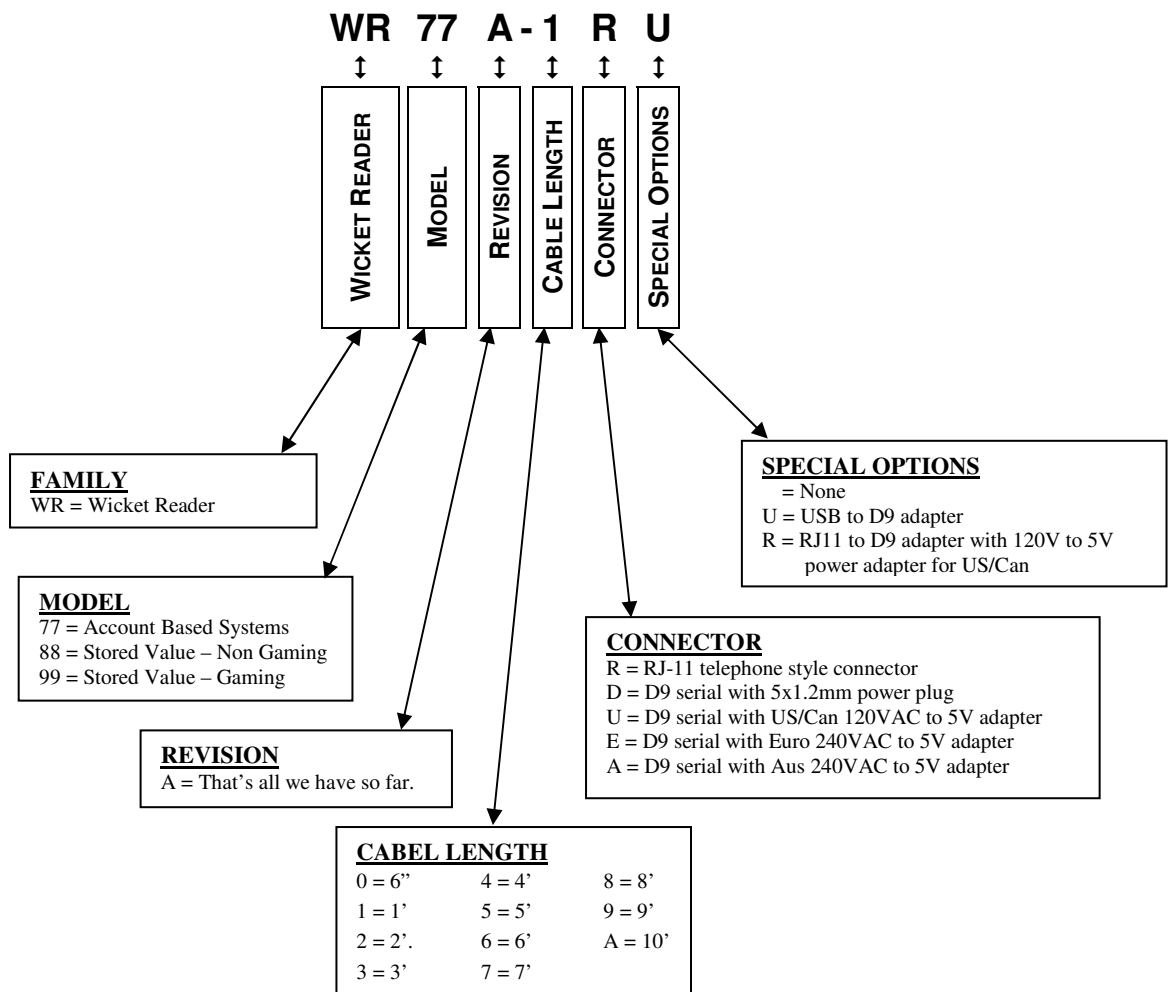 WR 77 A - 1 R U
WICKET READER
MODEL
REVISION
CABLE LENGTH
CONNECTOR
SPECIAL OPTIONS
FAMILY
WR = Wicket Reader
MODEL
77 = Account Based Systems
88 = Stored Value – Non Gaming
99 = Stored Value – Gaming
REVISION
A = That's all we have so far.
CABEL LENGTH
0 = 6” 4 = 4’ 8 = 8’
1 = 1’ 5 = 5’ 9 = 9’
2 = 2’. 6 = 6’ A = 10’
3 = 3’ 7 = 7’
CONNECTOR
R = RJ-11 telephone style connector
D = D9 serial with 5x1.2mm power plug
U = D9 serial with US/Can 120VAC to 5V adapter
E = D9 serial with Euro 240VAC to 5V adapter
A = D9 serial with Aus 240VAC to 5V adapter
SPECIAL OPTIONS
= None
U = USB to D9 adapter
R = RJ11 to D9 adapter with 120V to 5V
power adapter for US/Can